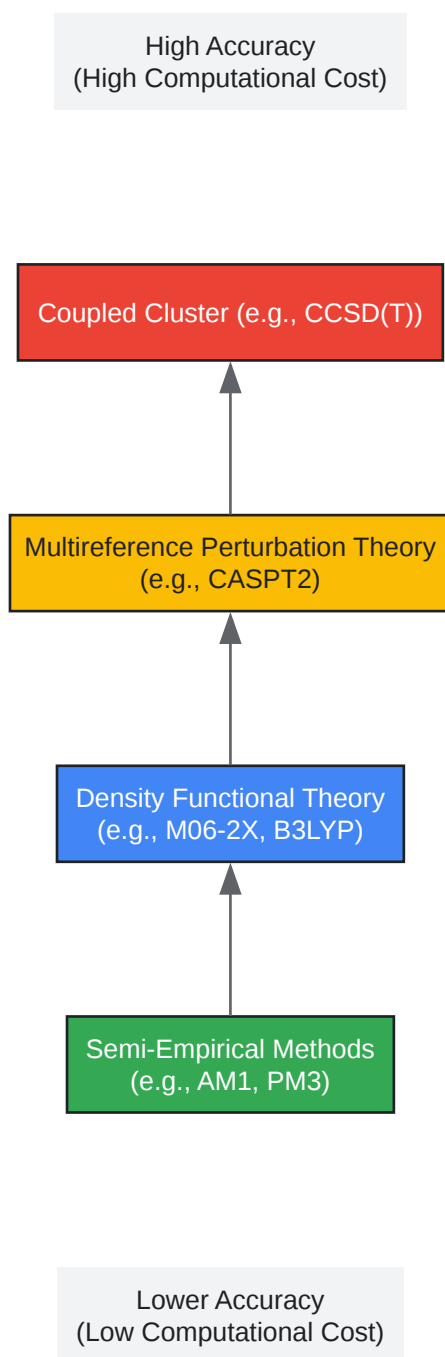 High Accuracy
(High Computational Cost)
Coupled Cluster (e.g., CCSD(T))
Multireference Perturbation Theory
(e.g., CASPT2)
Density Functional Theory
(e.g., M06-2X, B3LYP)
Semi-Empirical Methods
(e.g., AM1, PM3)
Lower Accuracy
(Low Computational Cost)